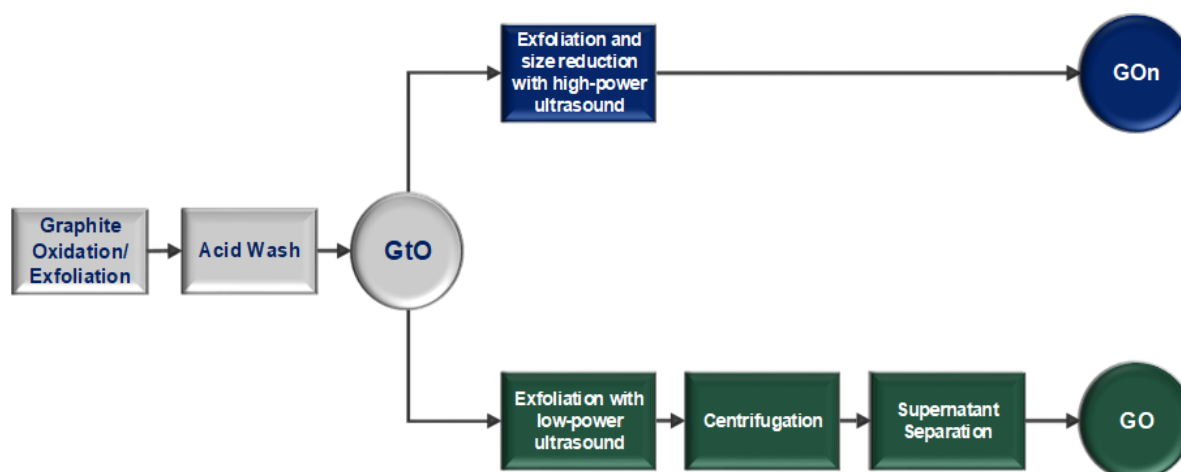 Exfoliation and
size reduction
with high-power
ultrasound
GOn
Graphite
Oxidation/
Exfoliation
Acid Wash
GtO
Exfoliation with
low-power
ultrasound
Centrifugation
Supernatant
Separation
GO